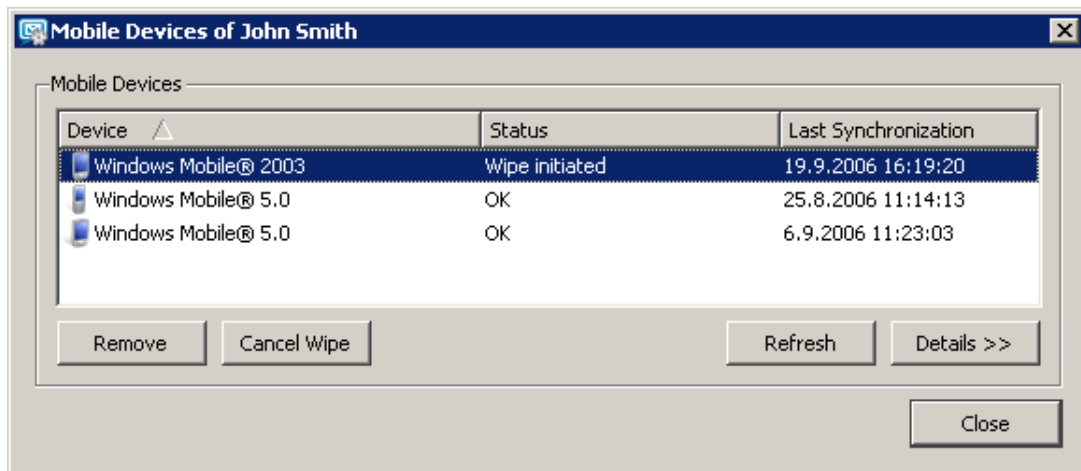 Mobile Devices of John Smith
Mobile Devices
Device Status Last Synchronization
Windows Mobile® 2003 Wipe initiated 19.9.2006 16:19:20
Windows Mobile® 5.0 OK 25.8.2006 11:14:13
Windows Mobile® 5.0 OK 6.9.2006 11:23:03
Remove Cancel Wipe Refresh Details >>
Close